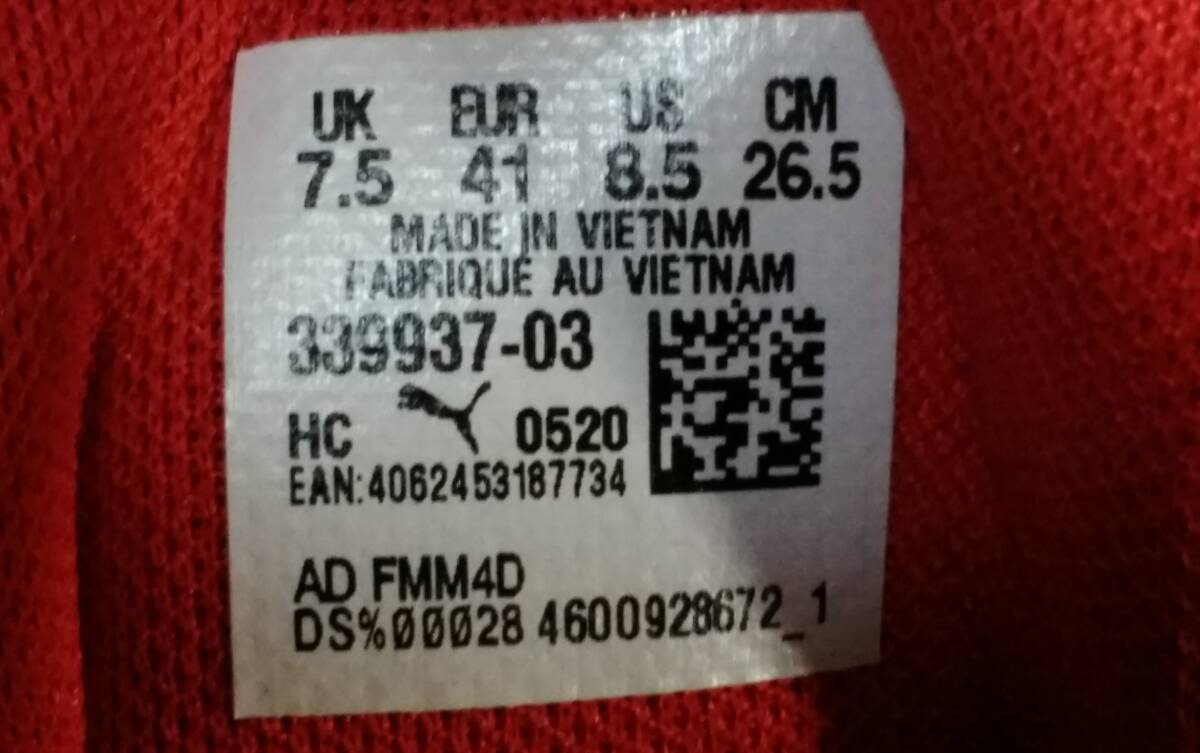 UK EUR US CM
7.5 41 8.5 26.5
MADE IN VIETNAM
FABRIQUE AU VIETNAM
339937-03
HC 0520
EAN:4062453187734
AD FMM4D
DS%ØØØ28 4600928672_1